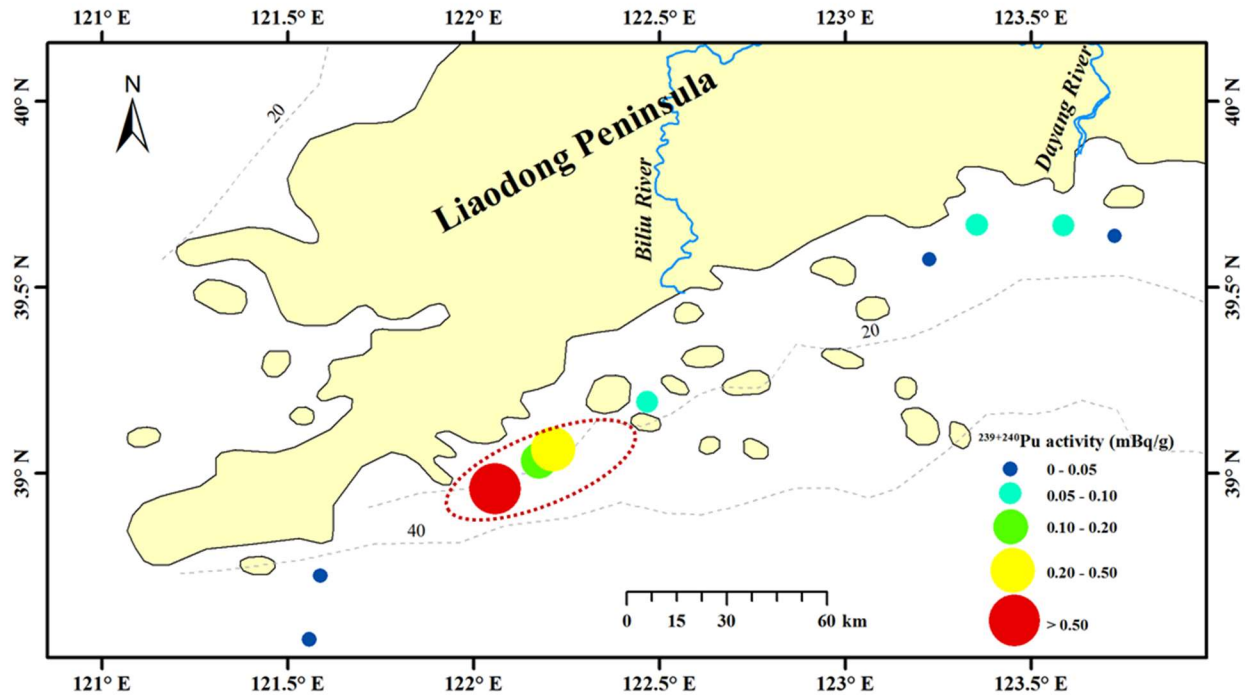 121° E 121.5° E 122° E 122.5° E 123° E 123.5° E
40° N
40° N
N
20
Liaodong Peninsula
Biliu River
Dayang River
39.5° N
39.5° N
20
39° N
39° N
40
239+240Pu activity (mBq/g)
0 - 0.05
0.05 - 0.10
0.10 - 0.20
0.20 - 0.50
> 0.50
0 15 30 60 km
121° E 121.5° E 122° E 122.5° E 123° E 123.5° E